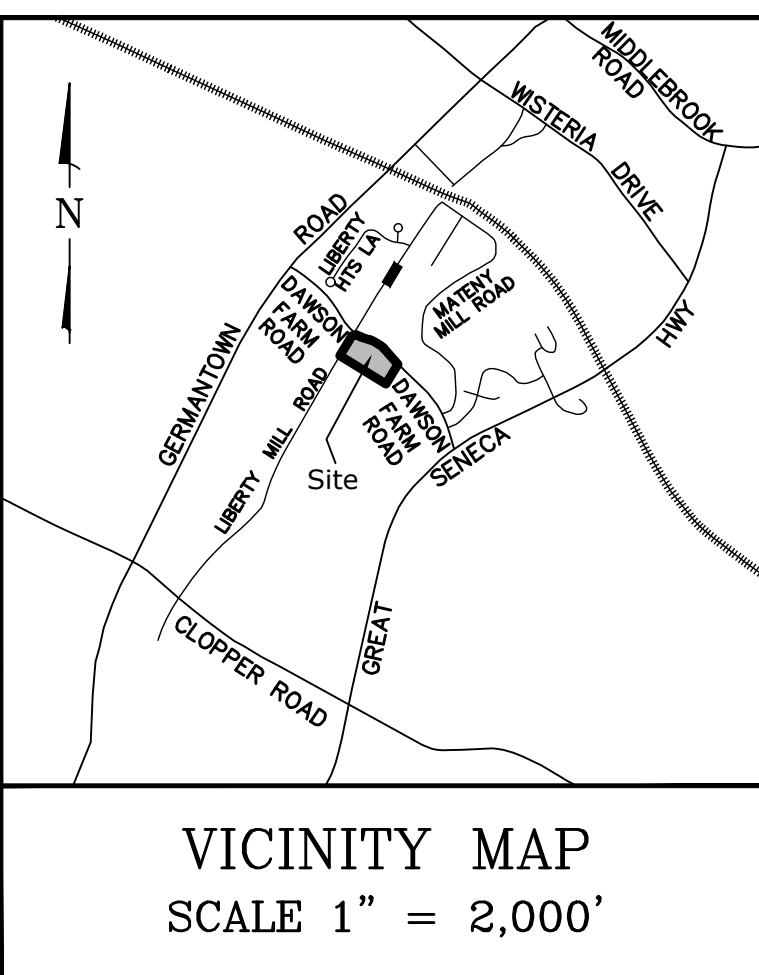 MIDDLEBROOK
ROAD
WISTERIA DRIVE
N
ROAD
LIBERTY
HTS LA
DAWSON
FARM
ROAD
MATENY
MILL ROAD
HWY
GERMANTOWN
LIBERTY MILL ROAD
DAWSON
FARM
ROAD
SENECA
Site
GREAT
CLOPPER ROAD
VICINITY MAP
SCALE 1" = 2,000'